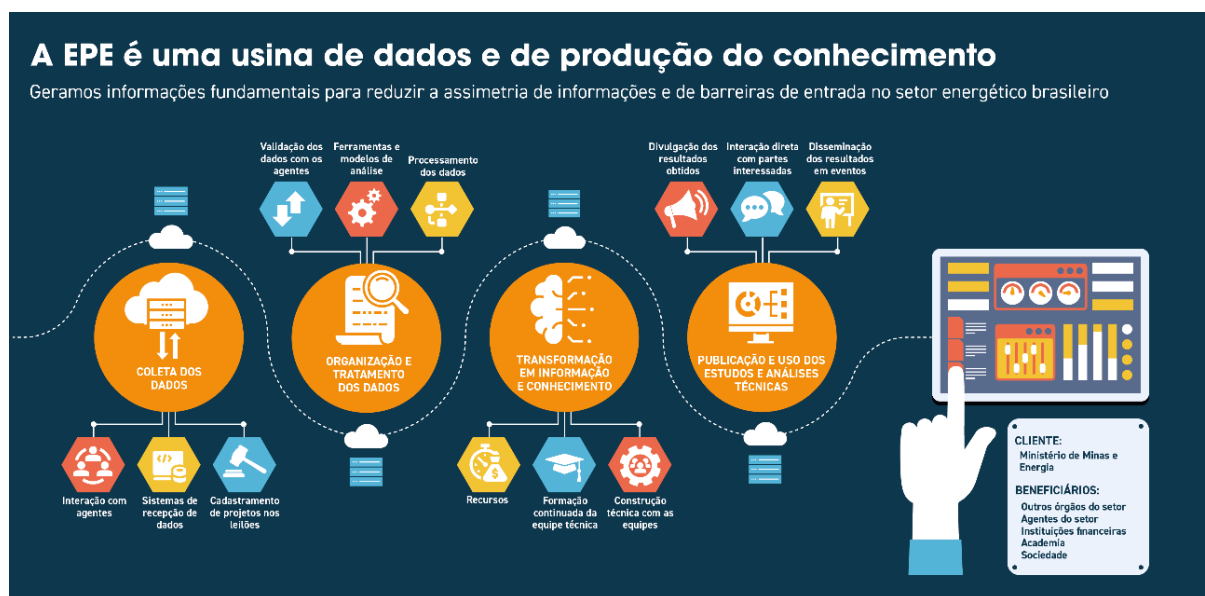 A EPE é uma usina de dados e de produção do conhecimento
Geramos informações fundamentais para reduzir a assimetria de informações e de barreiras de entrada no setor energético brasileiro
Validação dos
dados com os
agentes
Ferramentas e
modelos de
análise
Processamento
dos dados
Divulgação dos
resultados
obtidos
Interação direta
com partes
interessadas
Disseminação
dos resultados
em eventos
COLETA DOS
DADOS
ORGANIZAÇÃO E
TRATAMENTO
DOS DADOS
TRANSFORMAÇÃO
EM INFORMAÇÃO
E CONHECIMENTO
PUBLICAÇÃO E USO DOS
ESTUDOS E ANÁLISES
TÉCNICAS
Interação com
agentes
Sistemas de
recepção de
dados
Cadastramento
de projetos nos
leilões
Recursos
Formação
continuada da
equipe técnica
Construção
técnica com as
equipes
CLIENTE:
Ministério de Minas e
Energia
BENEFICIÁRIOS:
Outros órgãos do setor
Agentes do setor
Instituições financeiras
Academia
Sociedade